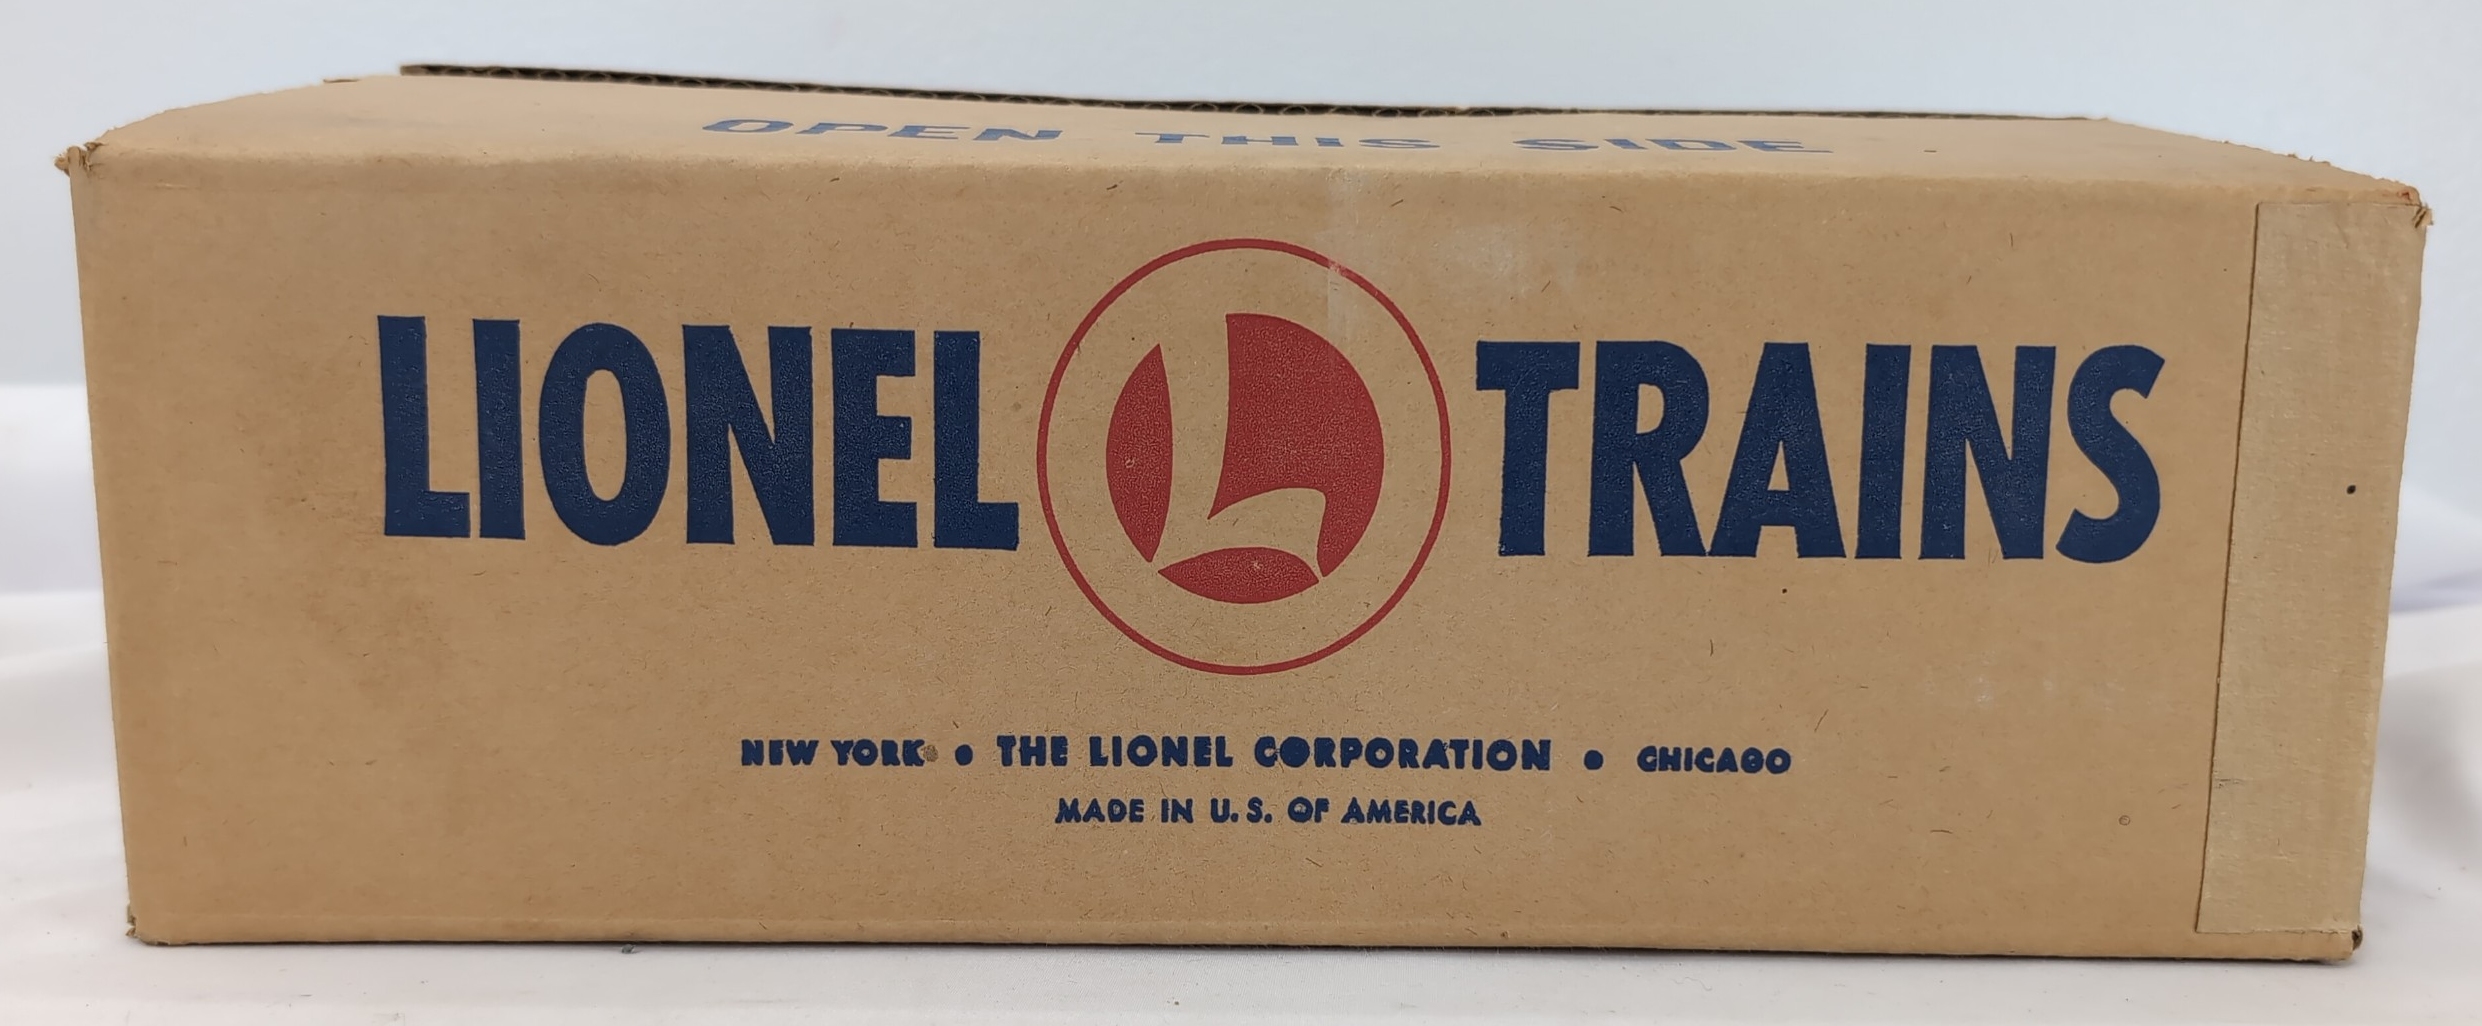 OPEN THIS SIDE
LIONEL L TRAINS
NEW YORK • THE LIONEL CORPORATION • CHICAGO
MADE IN U.S. OF AMERICA